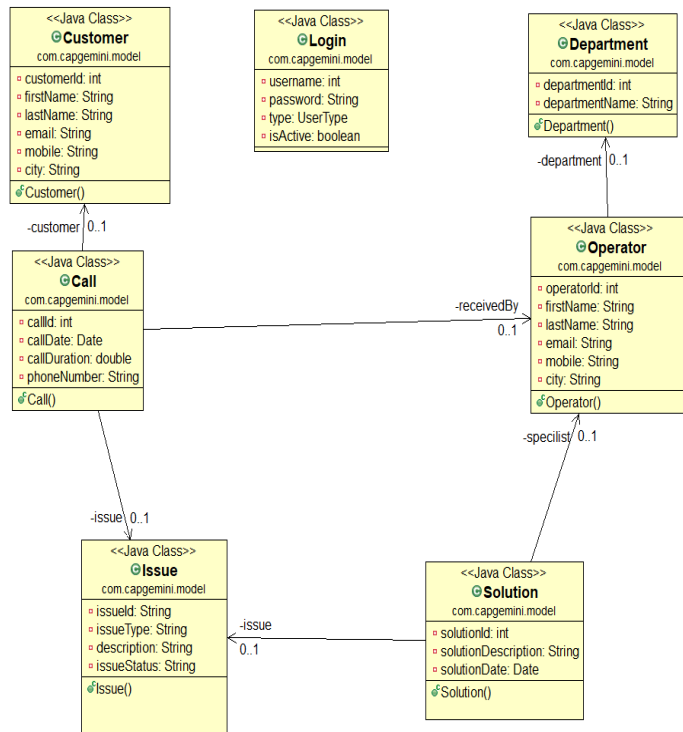 <<Java Class>>
Customer
com.capgemini.model
customerId: int
firstName: String
lastName: String
email: String
mobile: String
city: String
Customer()
<<Java Class>>
Login
com.capgemini.model
username: int
password: String
type: UserType
isActive: boolean
<<Java Class>>
Department
com.capgemini.model
departmentId: int
departmentName: String
Department()
-customer 0..1
-department 0..1
<<Java Class>>
Call
com.capgemini.model
callId: int
callDate: Date
callDuration: double
phoneNumber: String
Call()
-receivedBy
0..1
<<Java Class>>
Operator
com.capgemini.model
operatorId: int
firstName: String
lastName: String
email: String
mobile: String
city: String
Operator()
-specilist 0..1
-issue 0..1
<<Java Class>>
Issue
com.capgemini.model
issueId: String
issueType: String
description: String
issueStatus: String
Issue()
-issue
0..1
<<Java Class>>
Solution
com.capgemini.model
solutionId: int
solutionDescription: String
solutionDate: Date
Solution()